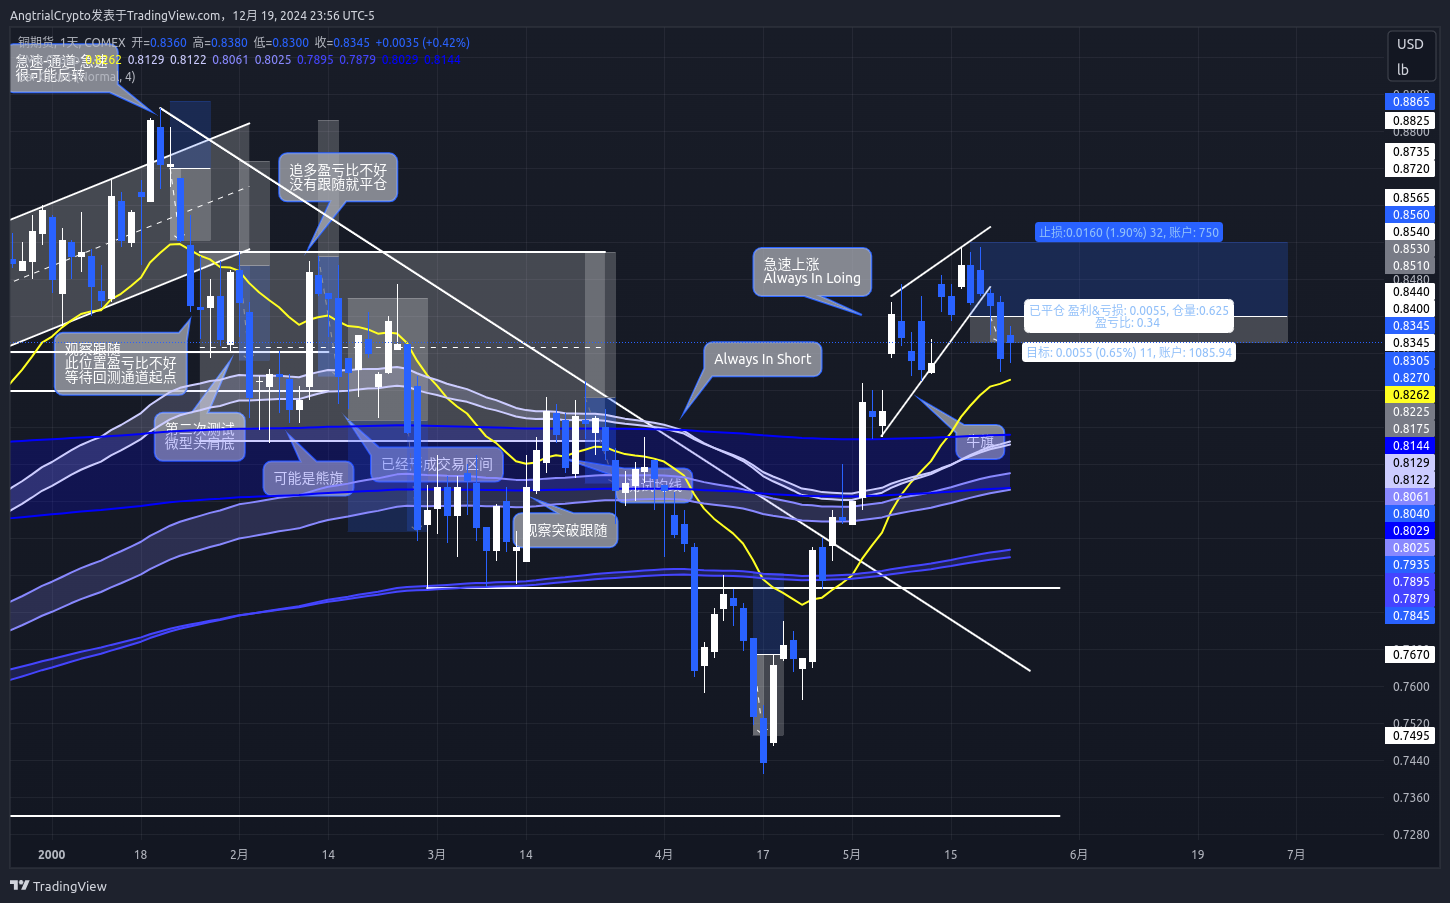 AngtrialCrypto发表于TradingView.com，12月 19, 2024 23:56 UTC-5
铜期货, 1天, COMEX 开=0.8360 高=0.8380 低=0.8300 收=0.8345 +0.0035 (+0.42%)
0.8262 0.8129 0.8122 0.8061 0.8025 0.7895 0.7879 0.8029 0.8144
急速-通道-急速
很可能反转
Normal, 4)
追多盈亏比不好
没有跟随就平仓
观察跟随
此位置盈亏比不好
等待回测通道起点
第二次测试
微型头肩底
可能是熊旗
已经形成交易区间
观察突破跟随
试均线
Always In Short
急速上涨
Always In Loing
牛旗
止损:0.0160 (1.90%) 32, 账户: 750
已平仓 盈利&亏损: 0.0055, 仓量:0.625
盈亏比: 0.34
目标: 0.0055 (0.65%) 11, 账户: 1085.94
USD
lb
0.8865
0.8825
0.8800
0.8735
0.8720
0.8565
0.8560
0.8540
0.8530
0.8510
0.8480
0.8440
0.8400
0.8345
0.8345
0.8305
0.8270
0.8262
0.8225
0.8175
0.8144
0.8129
0.8122
0.8061
0.8040
0.8029
0.8025
0.7935
0.7895
0.7879
0.7845
0.7670
0.7600
0.7520
0.7495
0.7440
0.7360
0.7280
2000 18 2月 14 3月 14 4月 17 5月 15 6月 19 7月
TradingView